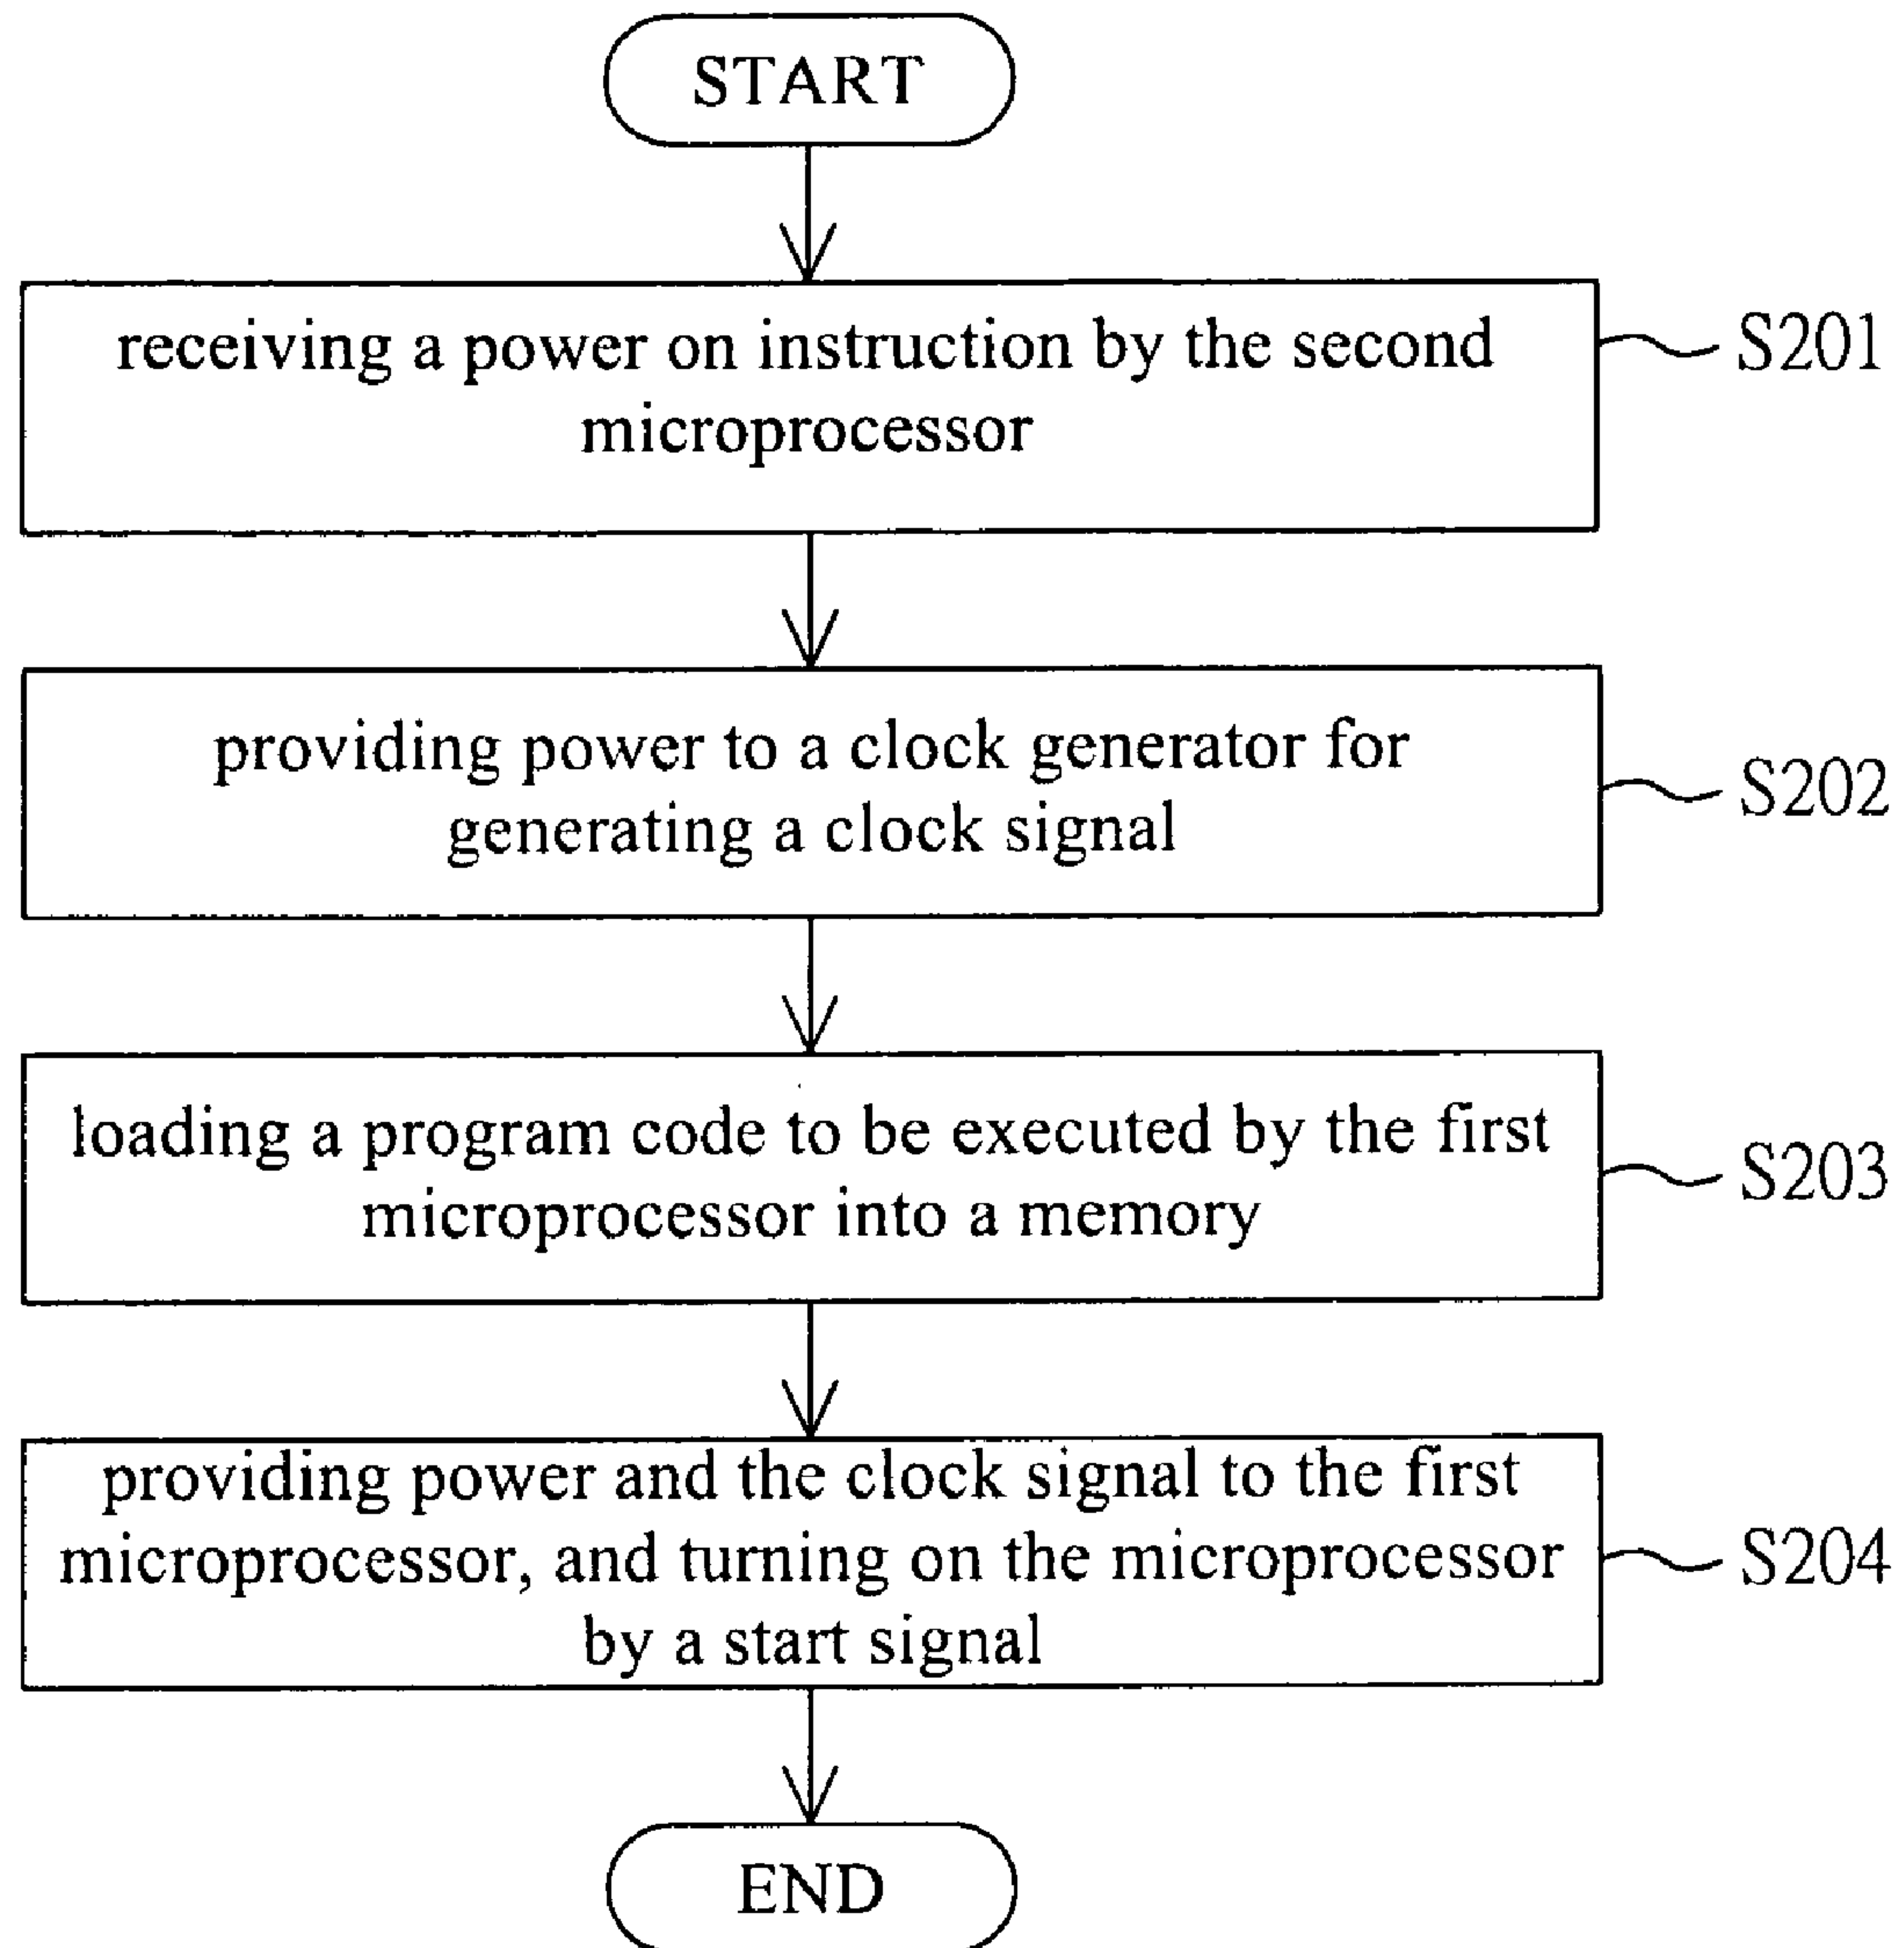 START
receiving a power on instruction by the second
microprocessor
S201
providing power to a clock generator for
generating a clock signal
S202
loading a program code to be executed by the first
microprocessor into a memory
S203
providing power and the clock signal to the first
microprocessor, and turning on the microprocessor
by a start signal
S204
END